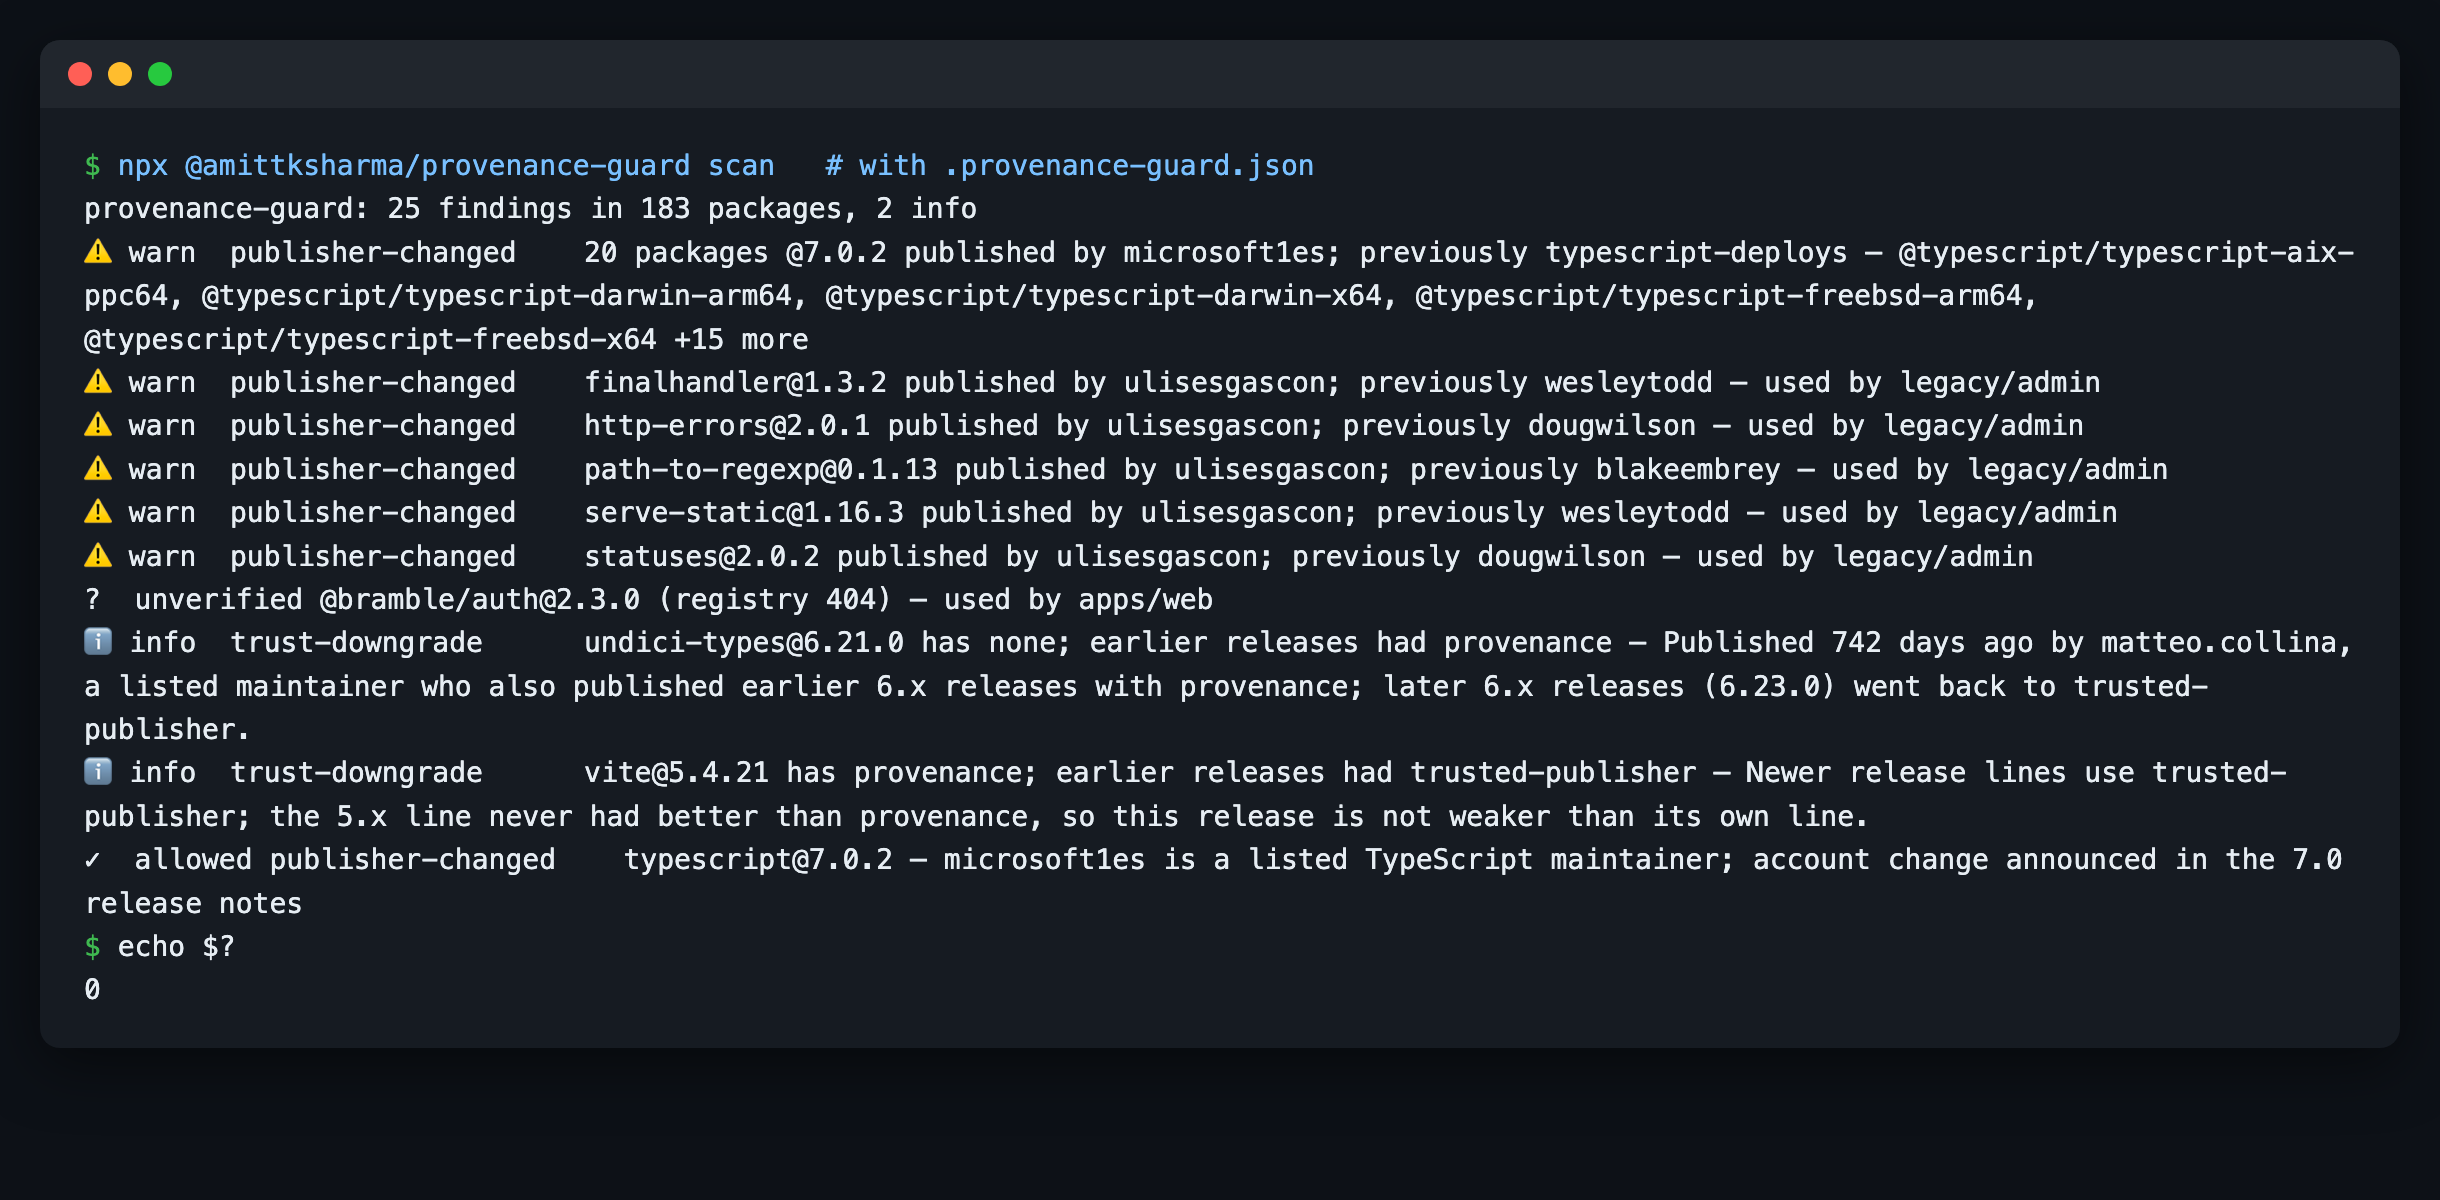 $ npx @amittksharma/provenance-guard scan   # with .provenance-guard.json
provenance-guard: 25 findings in 183 packages, 2 info
⚠️ warn  publisher-changed    20 packages @7.0.2 published by microsoft1es; previously typescript-deploys — @typescript/typescript-aix-
ppc64, @typescript/typescript-darwin-arm64, @typescript/typescript-darwin-x64, @typescript/typescript-freebsd-arm64,
@typescript/typescript-freebsd-x64 +15 more
⚠️ warn  publisher-changed    finalhandler@1.3.2 published by ulisesgascon; previously wesleytodd — used by legacy/admin
⚠️ warn  publisher-changed    http-errors@2.0.1 published by ulisesgascon; previously dougwilson — used by legacy/admin
⚠️ warn  publisher-changed    path-to-regexp@0.1.13 published by ulisesgascon; previously blakeembrey — used by legacy/admin
⚠️ warn  publisher-changed    serve-static@1.16.3 published by ulisesgascon; previously wesleytodd — used by legacy/admin
⚠️ warn  publisher-changed    statuses@2.0.2 published by ulisesgascon; previously dougwilson — used by legacy/admin
?  unverified @bramble/auth@2.3.0 (registry 404) — used by apps/web
ℹ️ info  trust-downgrade      undici-types@6.21.0 has none; earlier releases had provenance — Published 742 days ago by matteo.collina,
a listed maintainer who also published earlier 6.x releases with provenance; later 6.x releases (6.23.0) went back to trusted-
publisher.
ℹ️ info  trust-downgrade      vite@5.4.21 has provenance; earlier releases had trusted-publisher — Newer release lines use trusted-
publisher; the 5.x line never had better than provenance, so this release is not weaker than its own line.
✓  allowed publisher-changed    typescript@7.0.2 — microsoft1es is a listed TypeScript maintainer; account change announced in the 7.0
release notes
$ echo $?
0